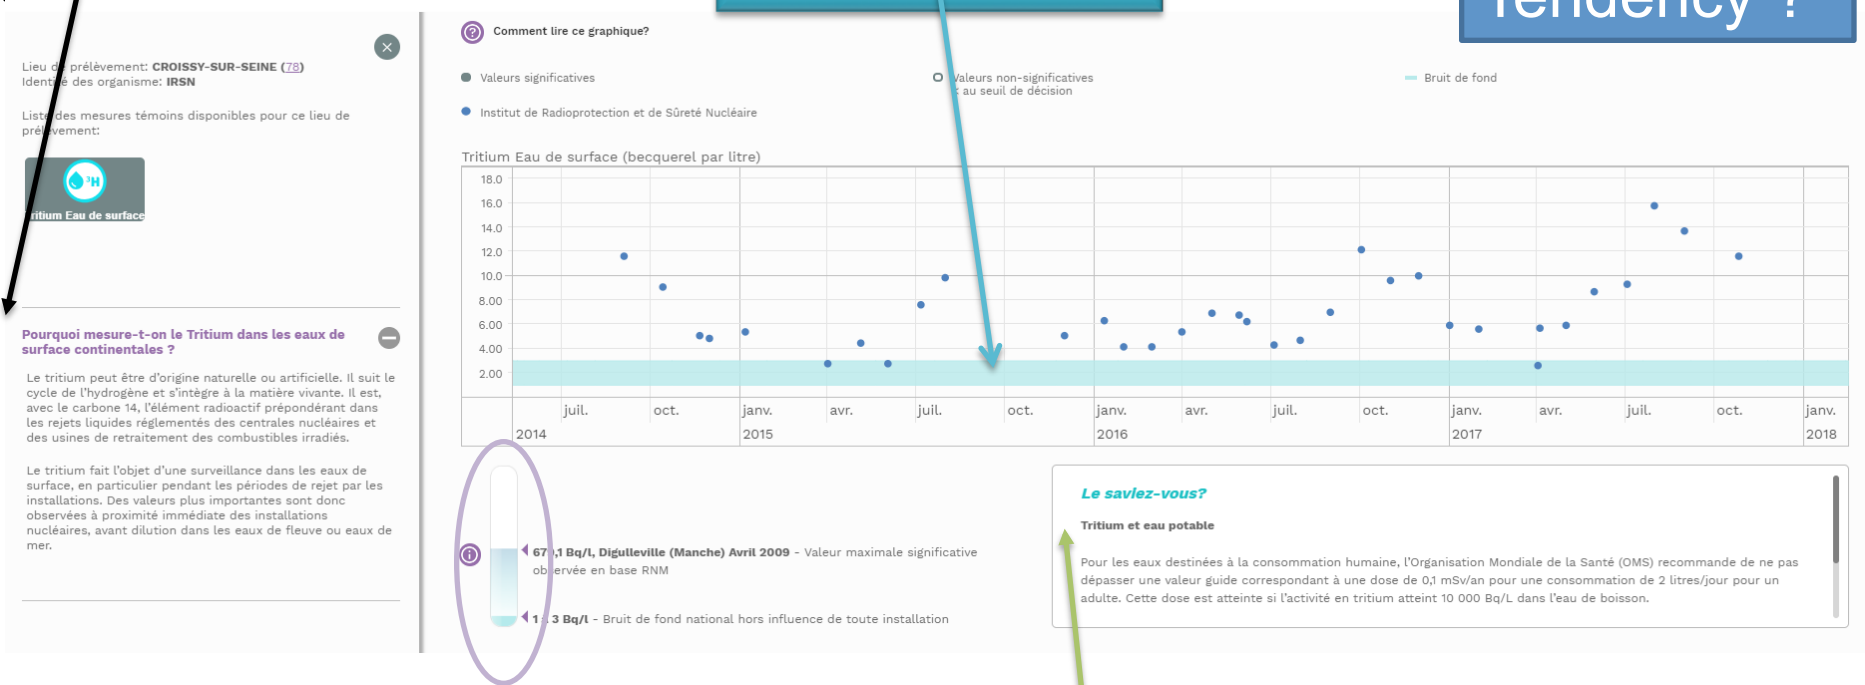 Tendency ?
Lieu de prélèvement: CROISSY-SUR-SEINE (78)
Identité des organisme: IRSN
Liste des mesures témoins disponibles pour ce lieu de
prélèvement:
³H
Tritium Eau de surface
Pourquoi mesure-t-on le Tritium dans les eaux de
surface continentales ?
Le tritium peut être d'origine naturelle ou artificielle. Il suit le
cycle de l'hydrogène et s'intègre à la matière vivante. Il est,
avec le carbone 14, l'élément radioactif prépondérant dans
les rejets liquides réglementés des centrales nucléaires et
des usines de retraitement des combustibles irradiés.
Le tritium fait l'objet d'une surveillance dans les eaux de
surface, en particulier pendant les périodes de rejet par les
installations. Des valeurs plus importantes sont donc
observées à proximité immédiate des installations
nucléaires, avant dilution dans les eaux de fleuve ou eaux de
mer.
Comment lire ce graphique?
Valeurs significatives
Valeurs non-significatives
< au seuil de décision
Bruit de fond
Institut de Radioprotection et de Sûreté Nucléaire
Tritium Eau de surface (becquerel par litre)
18.0
16.0
14.0
12.0
10.0
8.00
6.00
4.00
2.00
juil. oct. janv. avr. juil. oct. janv. avr. juil. oct. janv. avr. juil. oct. janv.
2014 2015 2016 2017 2018
Bq/l, Digulleville (Manche) Avril 2009 - Valeur maximale significative
observée en base RNM
1 à 3 Bq/l - Bruit de fond national hors influence de toute installation
Le saviez-vous?
Tritium et eau potable
Pour les eaux destinées à la consommation humaine, l'Organisation Mondiale de la Santé (OMS) recommande de ne pas
dépasser une valeur guide correspondant à une dose de 0,1 mSv/an pour une consommation de 2 litres/jour pour un
adulte. Cette dose est atteinte si l'activité en tritium atteint 10 000 Bq/L dans l'eau de boisson.